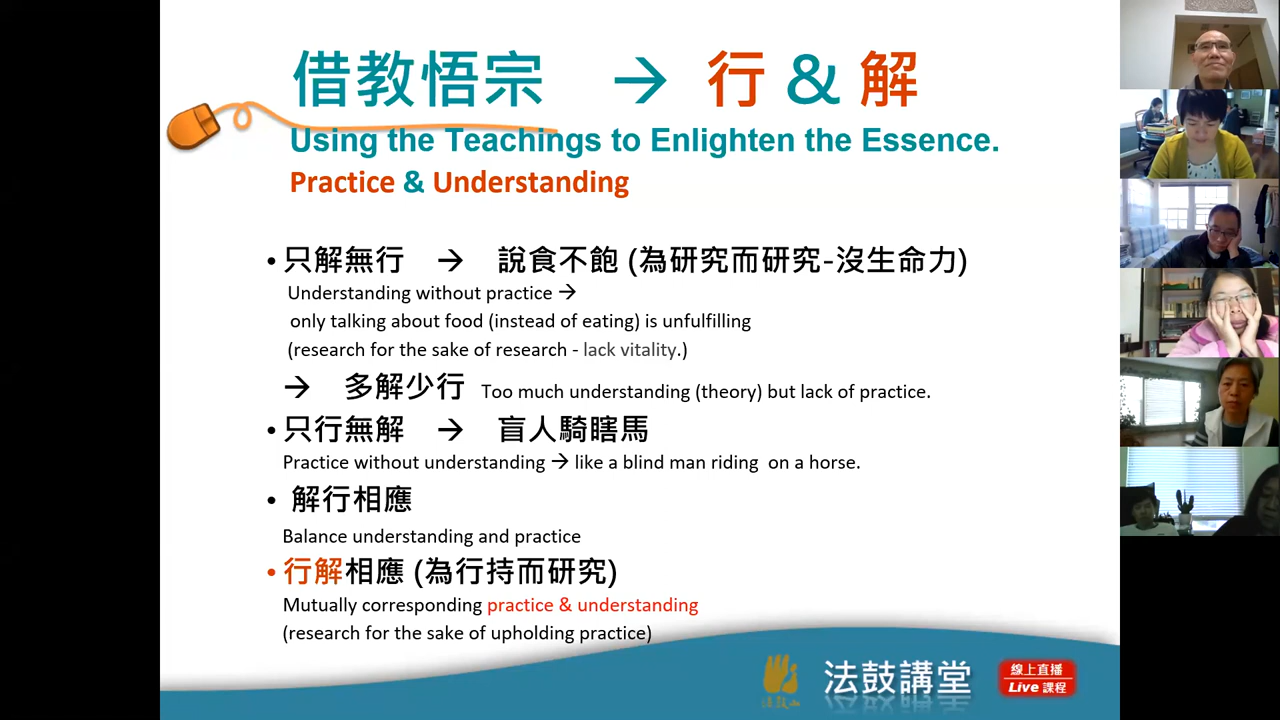 借教悟宗 → 行 & 解
Using the Teachings to Enlighten the Essence.
Practice & Understanding
• 只解無行 → 說食不飽 (為研究而研究-沒生命力)
Understanding without practice →
only talking about food (instead of eating) is unfulfilling
(research for the sake of research - lack vitality.)
→ 多解少行 Too much understanding (theory) but lack of practice.
• 只行無解 → 盲人騎瞎馬
Practice without understanding → like a blind man riding on a horse.
• 解行相應
Balance understanding and practice
• 行解相應 (為行持而研究)
Mutually corresponding practice & understanding
(research for the sake of upholding practice)
法鼓山
法鼓講堂
線上直播
Live 課程